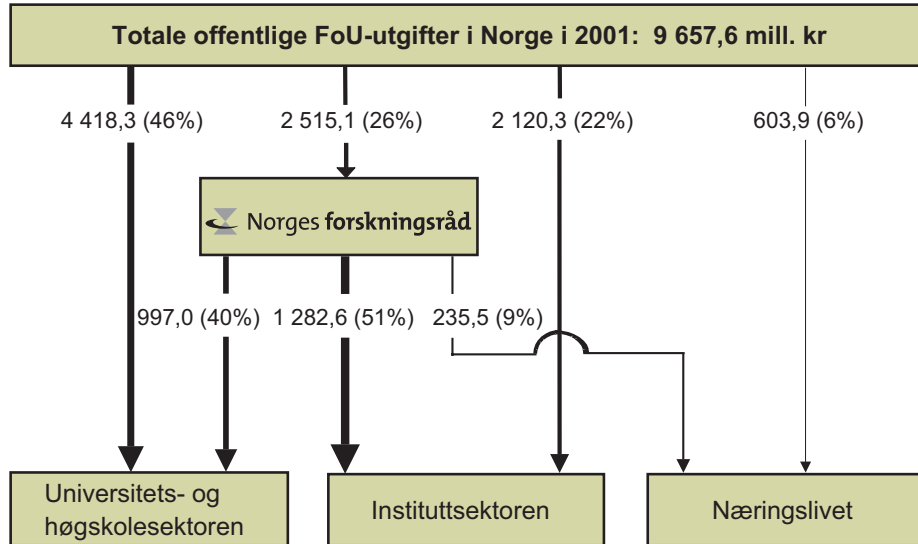 Totale offentlige FoU-utgifter i Norge i 2001: 9 657,6 mill. kr
4 418,3 (46%) 2 515,1 (26%) 2 120,3 (22%) 603,9 (6%)
Norges forskningsråd
997,0 (40%) 1 282,6 (51%) 235,5 (9%)
Universitets- og
høgskolesektoren
Instituttsektoren
Næringslivet